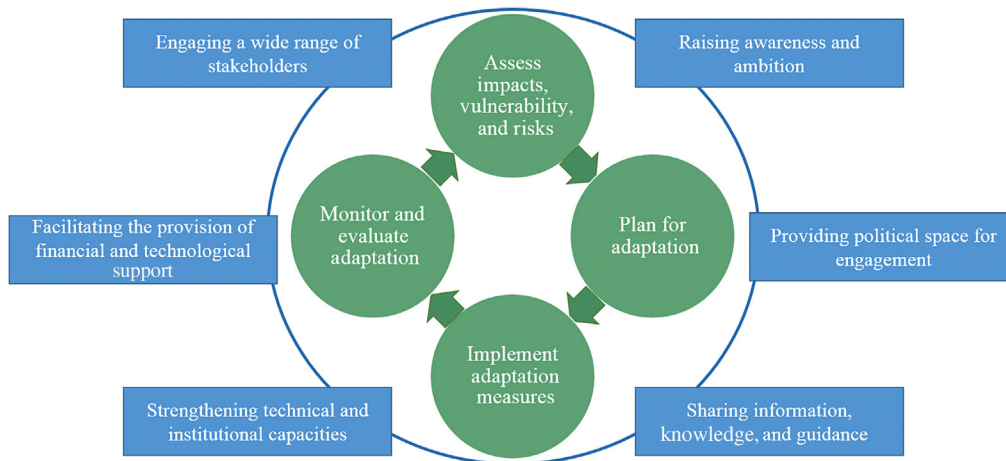 Engaging a wide range of
stakeholders
Assess
impacts,
vulnerability,
and risks
Raising awareness and
ambition
Facilitating the provision of
financial and technological
support
Monitor and
evaluate
adaptation
Plan for
adaptation
Providing political space for
engagement
Strengthening technical and
institutional capacities
Implement
adaptation
measures
Sharing information,
knowledge, and guidance